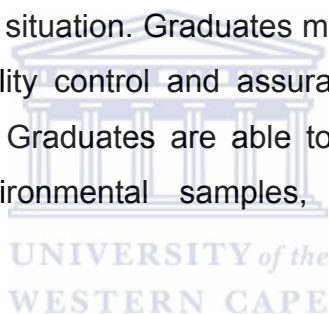 situation. Graduates m
lity control and assura
Graduates are able to
ironmental samples,
UNIVERSITY of the
WESTERN CAPE